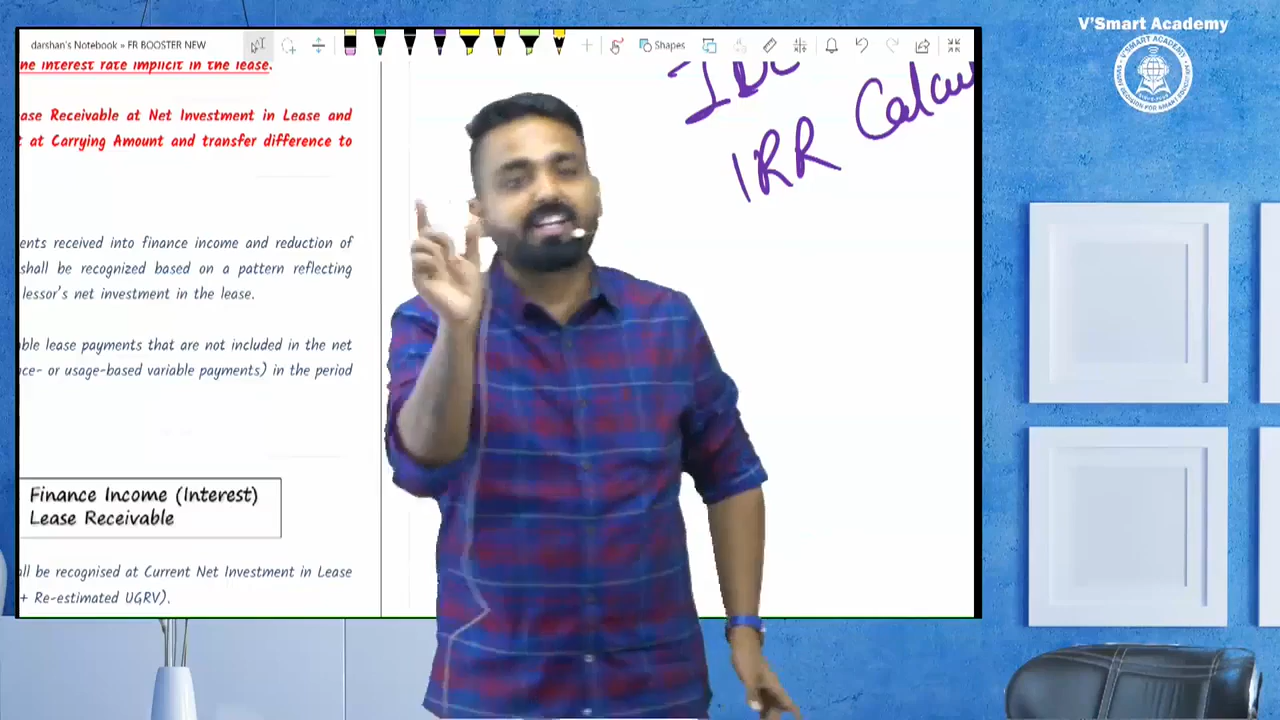 V'Smart Academy
darshan's Notebook » FR BOOSTER NEW
Shapes
ne interest rate implicit in the lease.
ase Receivable at Net Investment in Lease and
t at Carrying Amount and transfer difference to
IRR
ents received into finance income and reduction of
shall be recognized based on a pattern reflecting
lessor's net investment in the lease.
ble lease payments that are not included in the net
ce- or usage-based variable payments) in the period
Finance Income (Interest)
Lease Receivable
ll be recognised at Current Net Investment in Lease
+ Re-estimated UGRV).